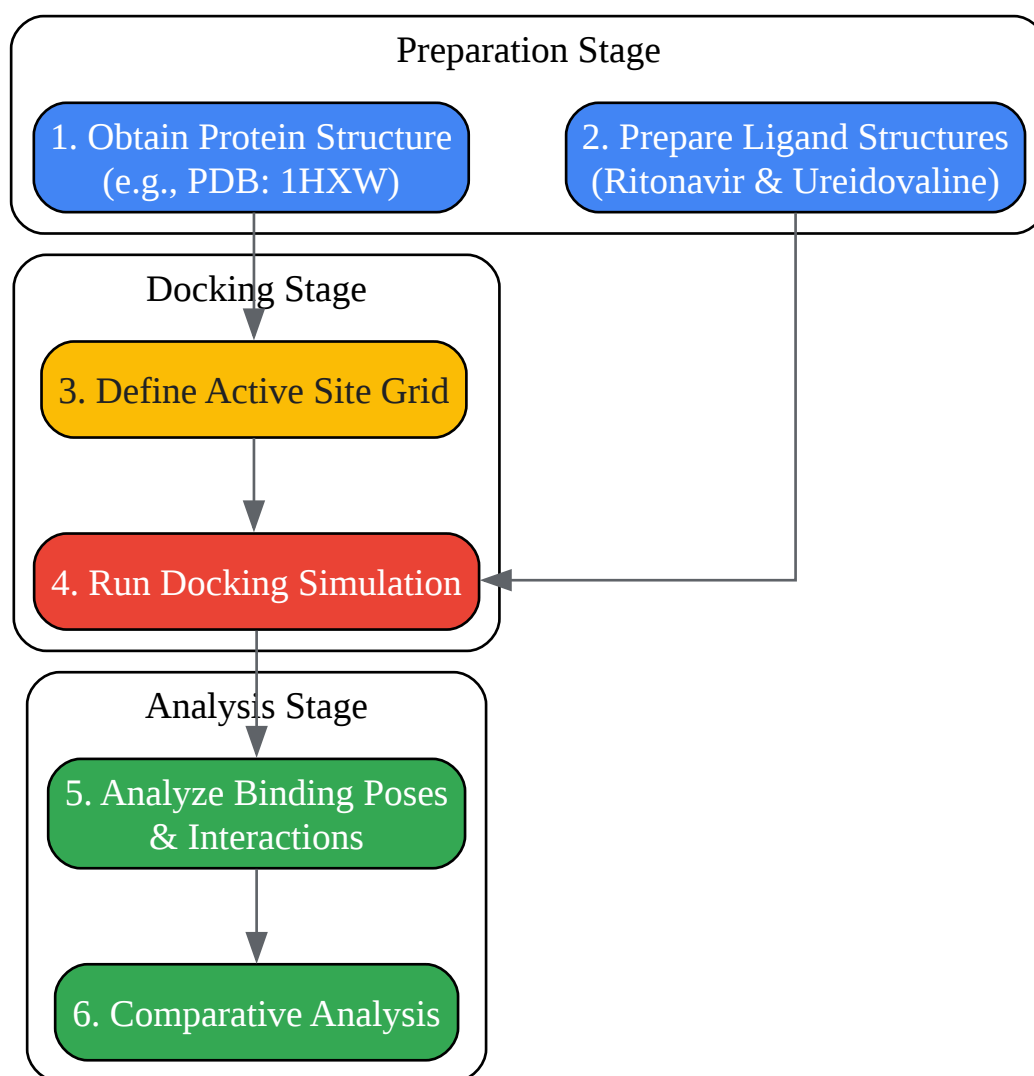 Preparation Stage
1. Obtain Protein Structure
(e.g., PDB: 1HXW)
2. Prepare Ligand Structures
(Ritonavir & Ureidovaline)
Docking Stage
3. Define Active Site Grid
4. Run Docking Simulation
Analysis Stage
5. Analyze Binding Poses
& Interactions
6. Comparative Analysis